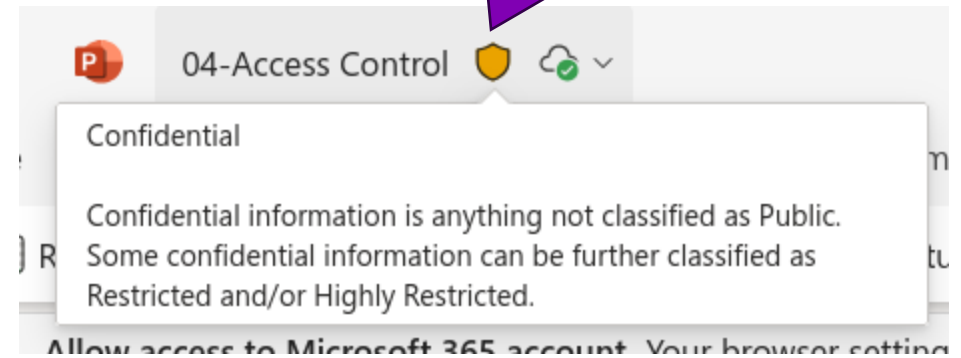 P
04-Access Control
Confidential
Confidential information is anything not classified as Public.
Some confidential information can be further classified as
Restricted and/or Highly Restricted.
Allow access to Microsoft 365 account. Your browser setting